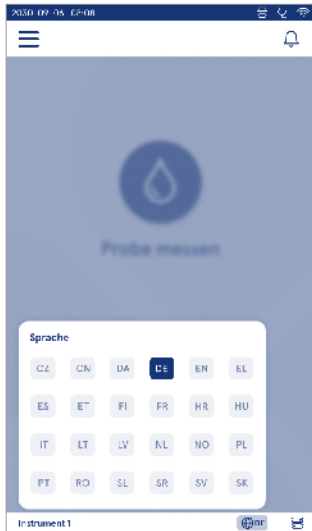 2030-09-06 02:08
Probe messen
Sprache
CZ CN DA DE EN EL
ES ET FI FR HR HU
IT LT LV NL NO PL
PT RO SL SR SV SK
Instrument 1